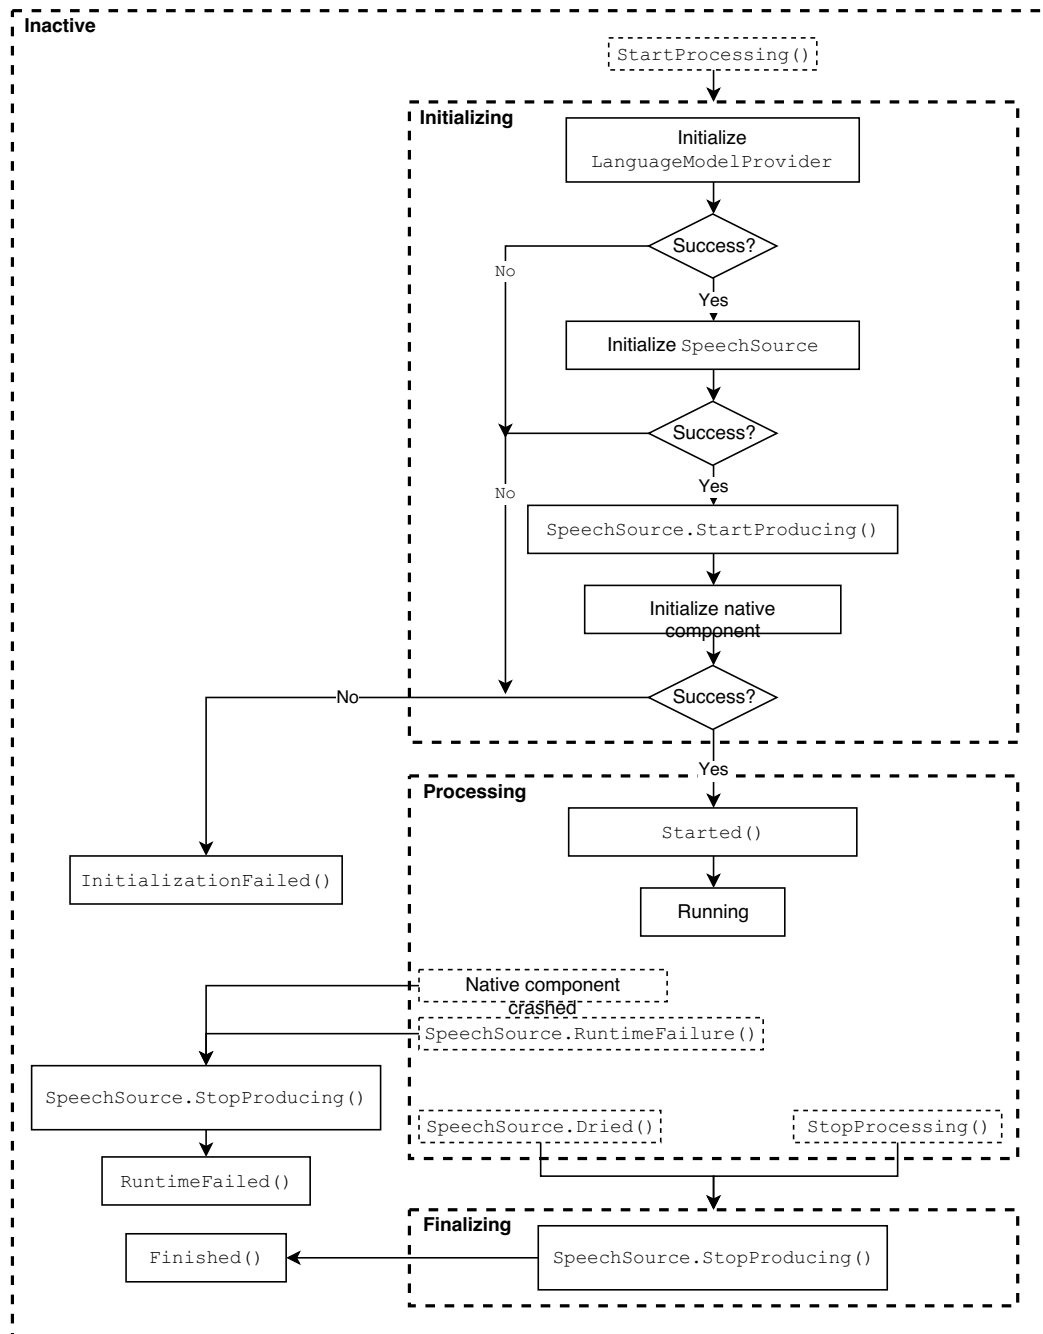 Inactive
StartProcessing()
Initializing
Initialize
LanguageModelProvider
Success?
No
Yes
Initialize SpeechSource
Success?
No
Yes
SpeechSource.StartProducing()
Initialize native
component
Success?
No
Yes
Processing
Started()
InitializationFailed()
Running
Native component
crashed
SpeechSource.RuntimeFailure()
SpeechSource.StopProducing()
SpeechSource.Dried()
StopProcessing()
RuntimeFailed()
Finalizing
Finished()
SpeechSource.StopProducing()